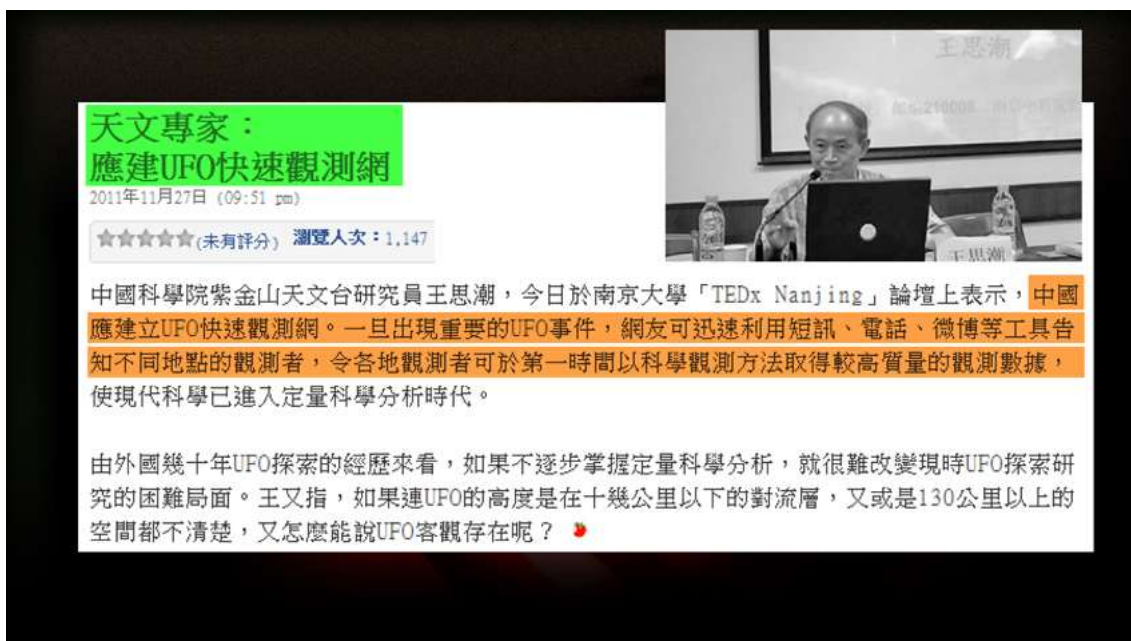 王思潮
天文專家：
應建UFO快速觀測網
2011年11月27日 (09:51 pm)
(未有評分) 瀏覽人次：1,147
王思潮
中國科學院紫金山天文台研究員王思潮，今日於南京大學「TEDx Nanjing」論壇上表示，中國
應建立UFO快速觀測網。一旦出現重要的UFO事件，網友可迅速利用短訊、電話、微博等工具告
知不同地點的觀測者，令各地觀測者可於第一時間以科學觀測方法取得較高質量的觀測數據，
使現代科學已進入定量科學分析時代。
由外國幾十年UFO探索的經歷來看，如果不逐步掌握定量科學分析，就很難改變現時UFO探索研
究的困難局面。王又指，如果連UFO的高度是在十幾公里以下的對流層，又或是130公里以上的
空間都不清楚，又怎麼能說UFO客觀存在呢？